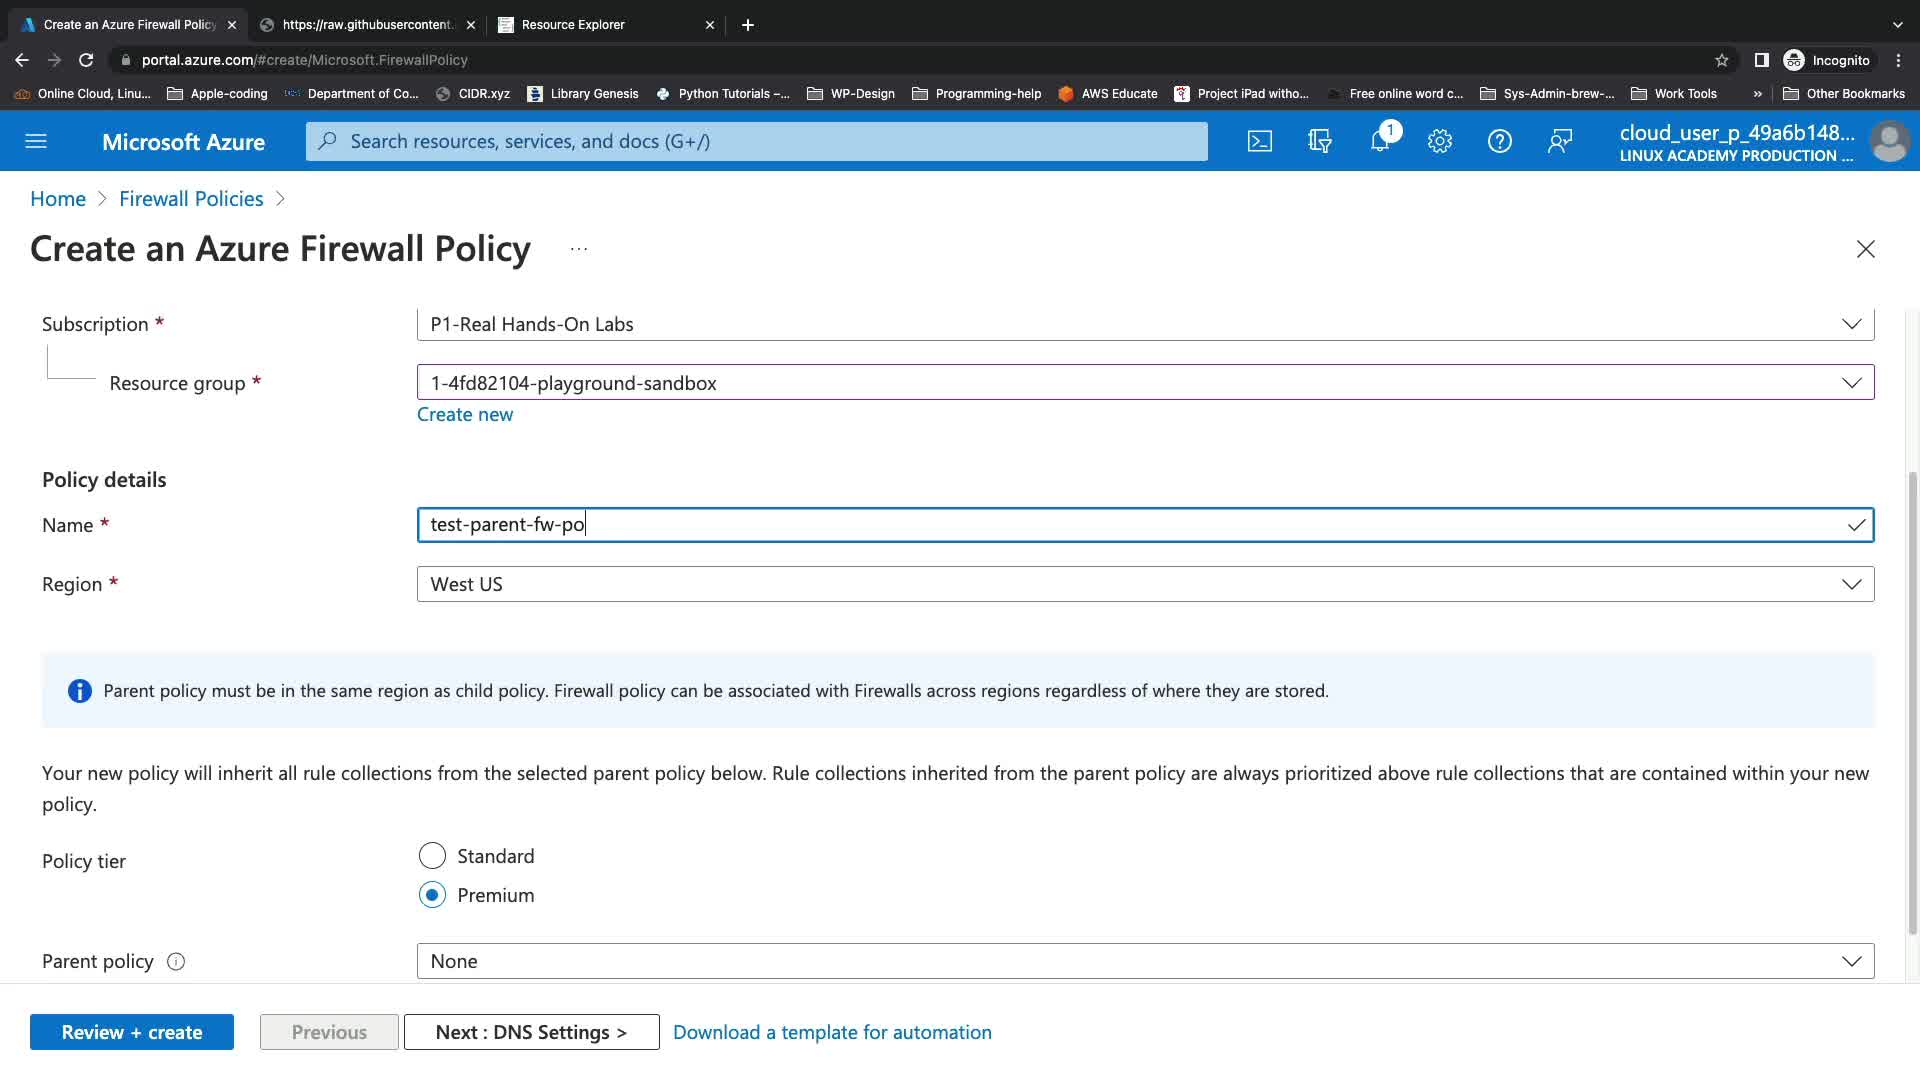 Create an Azure Firewall Policy
https://raw.githubusercontent.
Resource Explorer
portal.azure.com/#create/Microsoft.FirewallPolicy
Incognito
Online Cloud, Linu...
Apple-coding
Department of Co...
CIDR.xyz
Library Genesis
Python Tutorials –...
WP-Design
Programming-help
AWS Educate
Project iPad witho...
Free online word c...
Sys-Admin-brew-...
Work Tools
»
Other Bookmarks
Microsoft Azure
Search resources, services, and docs (G+/)
1
cloud_user_p_49a6b148...
LINUX ACADEMY PRODUCTION ...
Home > Firewall Policies >
Create an Azure Firewall Policy ...
Subscription *
P1-Real Hands-On Labs
Resource group *
1-4fd82104-playground-sandbox
Create new
Policy details
Name *
test-parent-fw-po
Region *
West US
Parent policy must be in the same region as child policy. Firewall policy can be associated with Firewalls across regions regardless of where they are stored.
Your new policy will inherit all rule collections from the selected parent policy below. Rule collections inherited from the parent policy are always prioritized above rule collections that are contained within your new
policy.
Policy tier
Standard
Premium
Parent policy
None
Review + create
Previous
Next : DNS Settings >
Download a template for automation